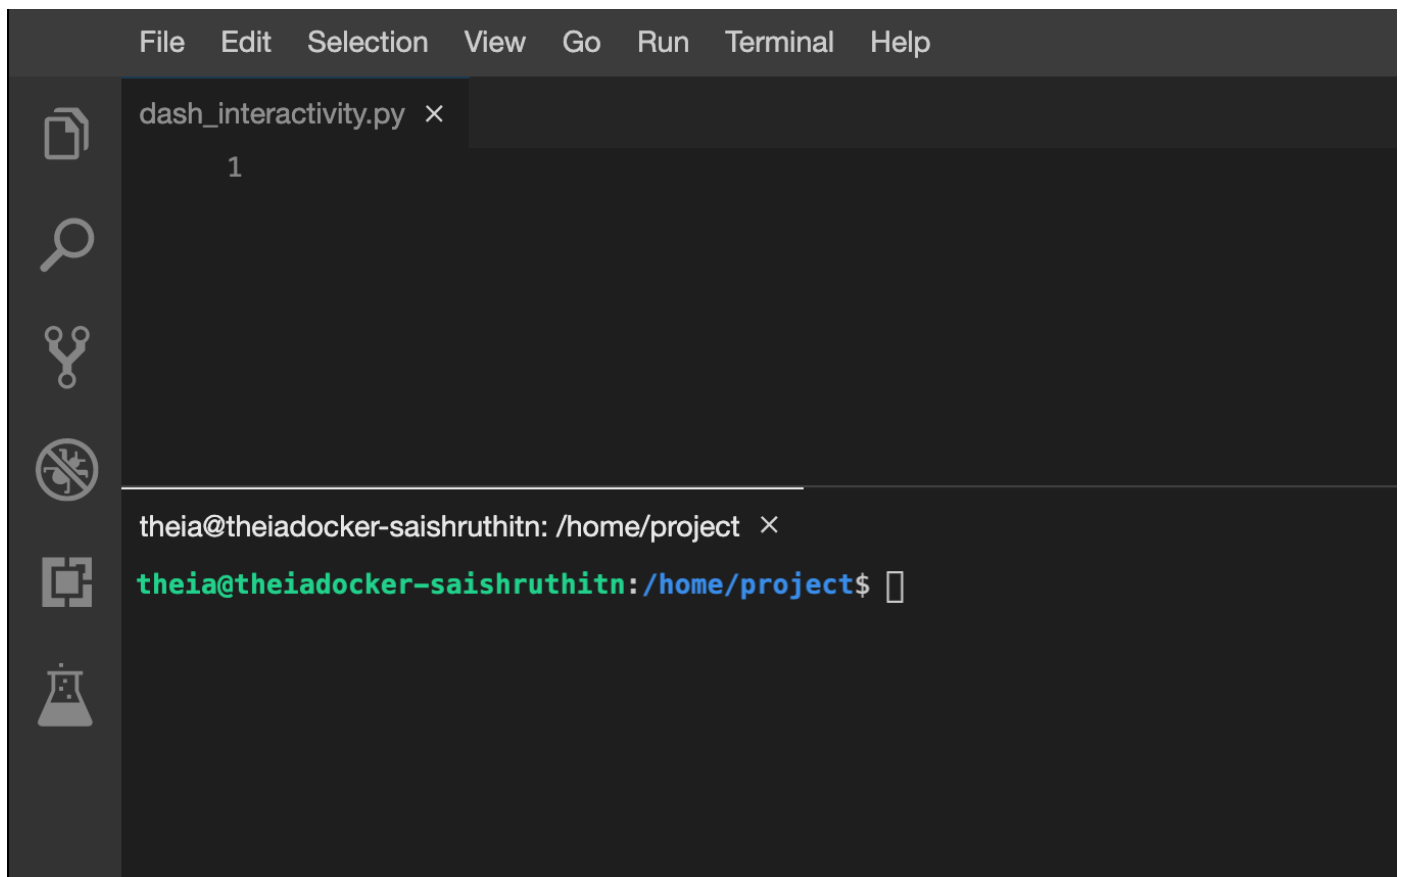 File Edit Selection View Go Run Terminal Help
dash_interactivity.py ×
1
theia@theiadocker-saishruthitn: /home/project ×
theia@theiadocker-saishruthitn:/home/project$